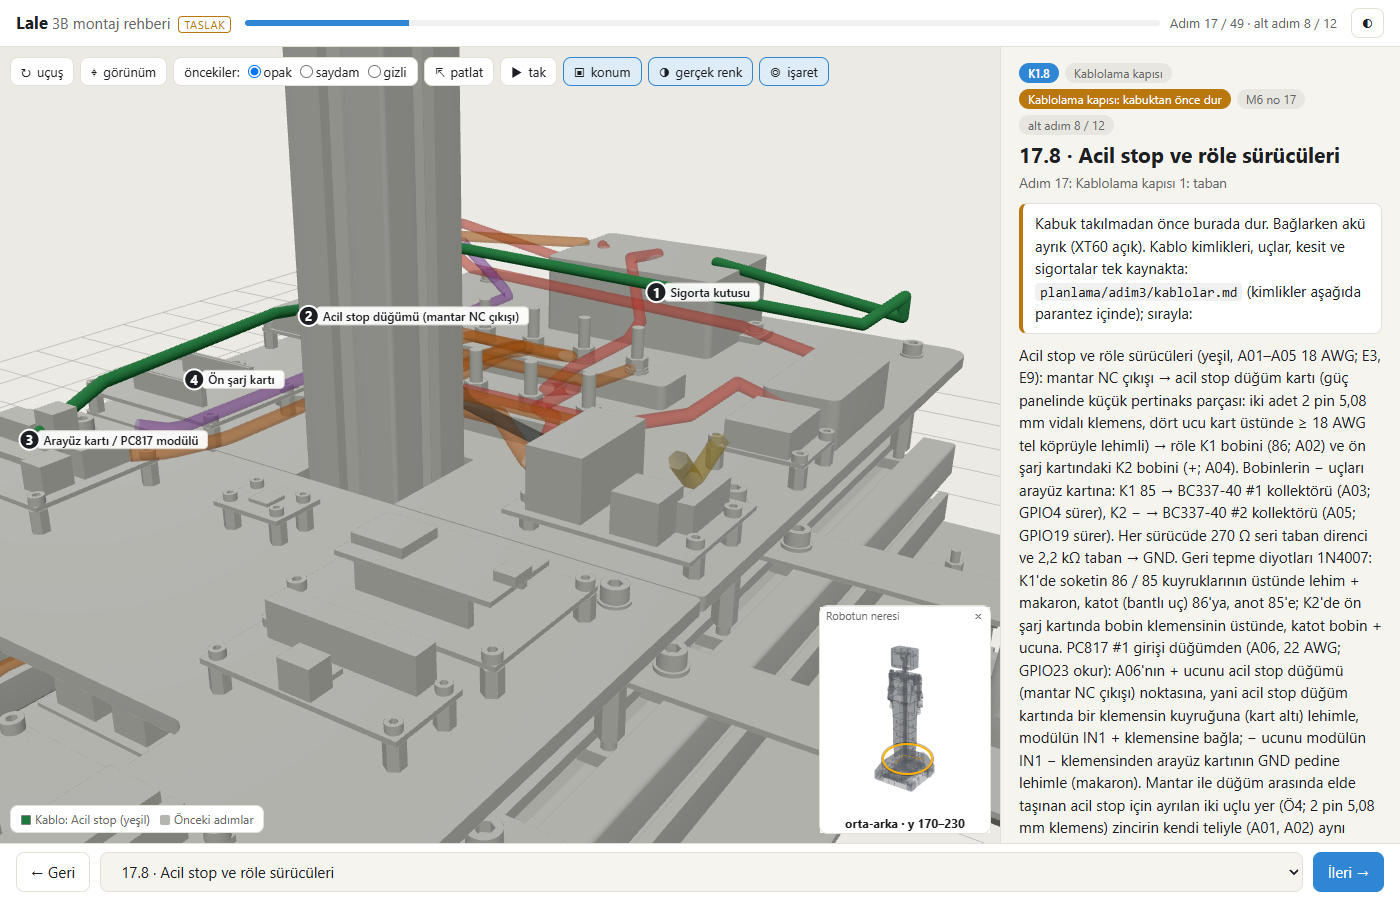 Lale 3B montaj rehberi TASLAK
Adım 17 / 49 · alt adım 8 / 12
↻ uçuş
⌖ görünüm
öncekiler: opak saydam gizli
⇱ patlat
▶ tak
▣ konum
◑ gerçek renk
◎ işaret
1 Sigorta kutusu
2 Acil stop düğümü (mantar NC çıkışı)
4 Ön şarj kartı
3 Arayüz kartı / PC817 modülü
Robotun neresi ×
orta-arka · y 170–230
Kablo: Acil stop (yeşil) Önceki adımlar
K1.8 Kablolama kapısı
Kablolama kapısı: kabuktan önce dur M6 no 17
alt adım 8 / 12
17.8 · Acil stop ve röle sürücüleri
Adım 17: Kablolama kapısı 1: taban
Kabuk takılmadan önce burada dur. Bağlarken akü
ayrık (XT60 açık). Kablo kimlikleri, uçlar, kesit ve
sigortalar tek kaynakta:
planlama/adim3/kablolar.md (kimlikler aşağıda
parantez içinde); sırayla:
Acil stop ve röle sürücüleri (yeşil, A01–A05 18 AWG; E3,
E9): mantar NC çıkışı → acil stop düğüm kartı (güç
panelinde küçük pertinaks parçası: iki adet 2 pin 5,08
mm vidalı klemens, dört ucu kart üstünde ≥ 18 AWG
tel köprüyle lehimli) → röle K1 bobini (86; A02) ve ön
şarj kartındaki K2 bobini (+; A04). Bobinlerin − uçları
arayüz kartına: K1 85 → BC337-40 #1 kollektörü (A03;
GPIO4 sürer), K2 − → BC337-40 #2 kollektörü (A05;
GPIO19 sürer). Her sürücüde 270 Ω seri taban direnci
ve 2,2 kΩ taban → GND. Geri tepme diyotları 1N4007:
K1'de soketin 86 / 85 kuyruklarının üstünde lehim +
makaron, katot (bantlı uç) 86'ya, anot 85'e; K2'de ön
şarj kartında bobin klemensinin üstünde, katot bobin +
ucuna. PC817 #1 girişi düğümden (A06, 22 AWG;
GPIO23 okur): A06'nın + ucunu acil stop düğümü
(mantar NC çıkışı) noktasına, yani acil stop düğüm
kartında bir klemensin kuyruğuna (kart altı) lehimle,
modülün IN1 + klemensine bağla; − ucunu modülün
IN1 − klemensinden arayüz kartının GND pedine
lehimle (makaron). Mantar ile düğüm arasında elde
taşınan acil stop için ayrılan iki uçlu yer (Ö4; 2 pin 5,08
mm klemens) zincirin kendi teliyle (A01, A02) aynı
← Geri
17.8 · Acil stop ve röle sürücüleri
İleri →